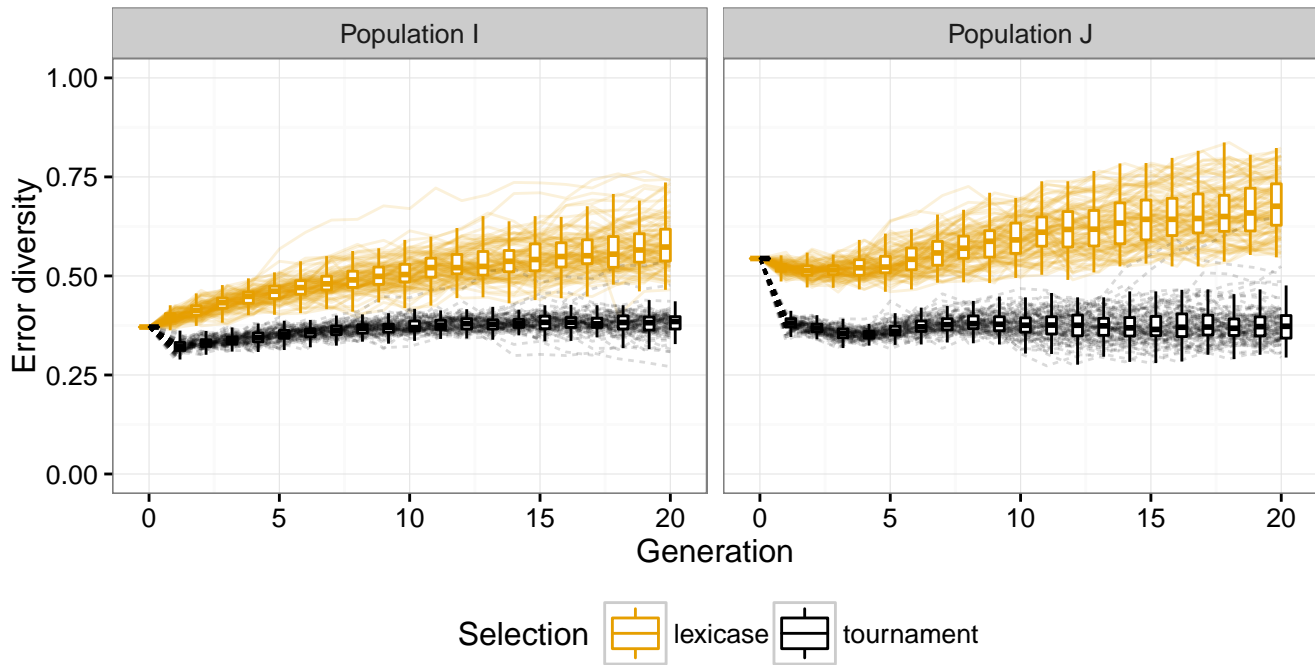 Population I
Population J
Error diversity
1.00
0.75
0.50
0.25
0.00
0 5 10 15 20
0 5 10 15 20
Generation
Selection lexicase tournament